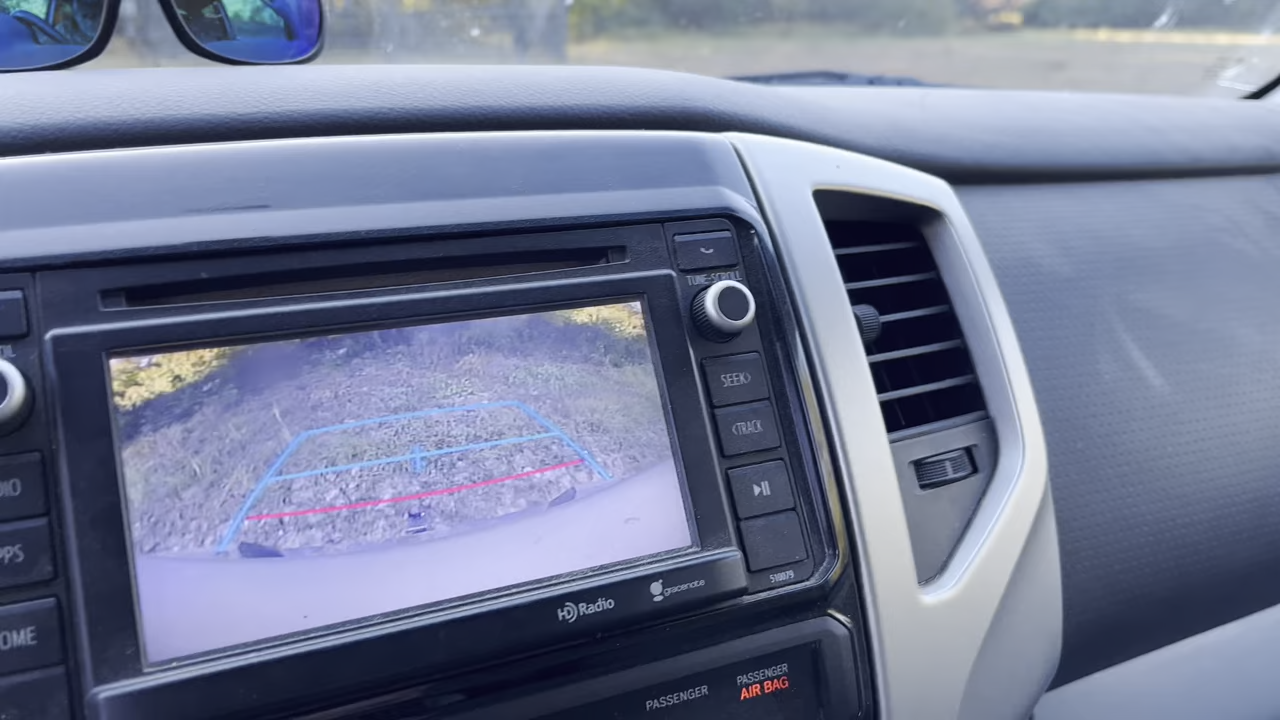 TUNE·SCROLL
SEEK>
<TRACK
DIO
PPS
OME
510079
HD Radio
gracenote
PASSENGER
PASSENGER
AIR BAG